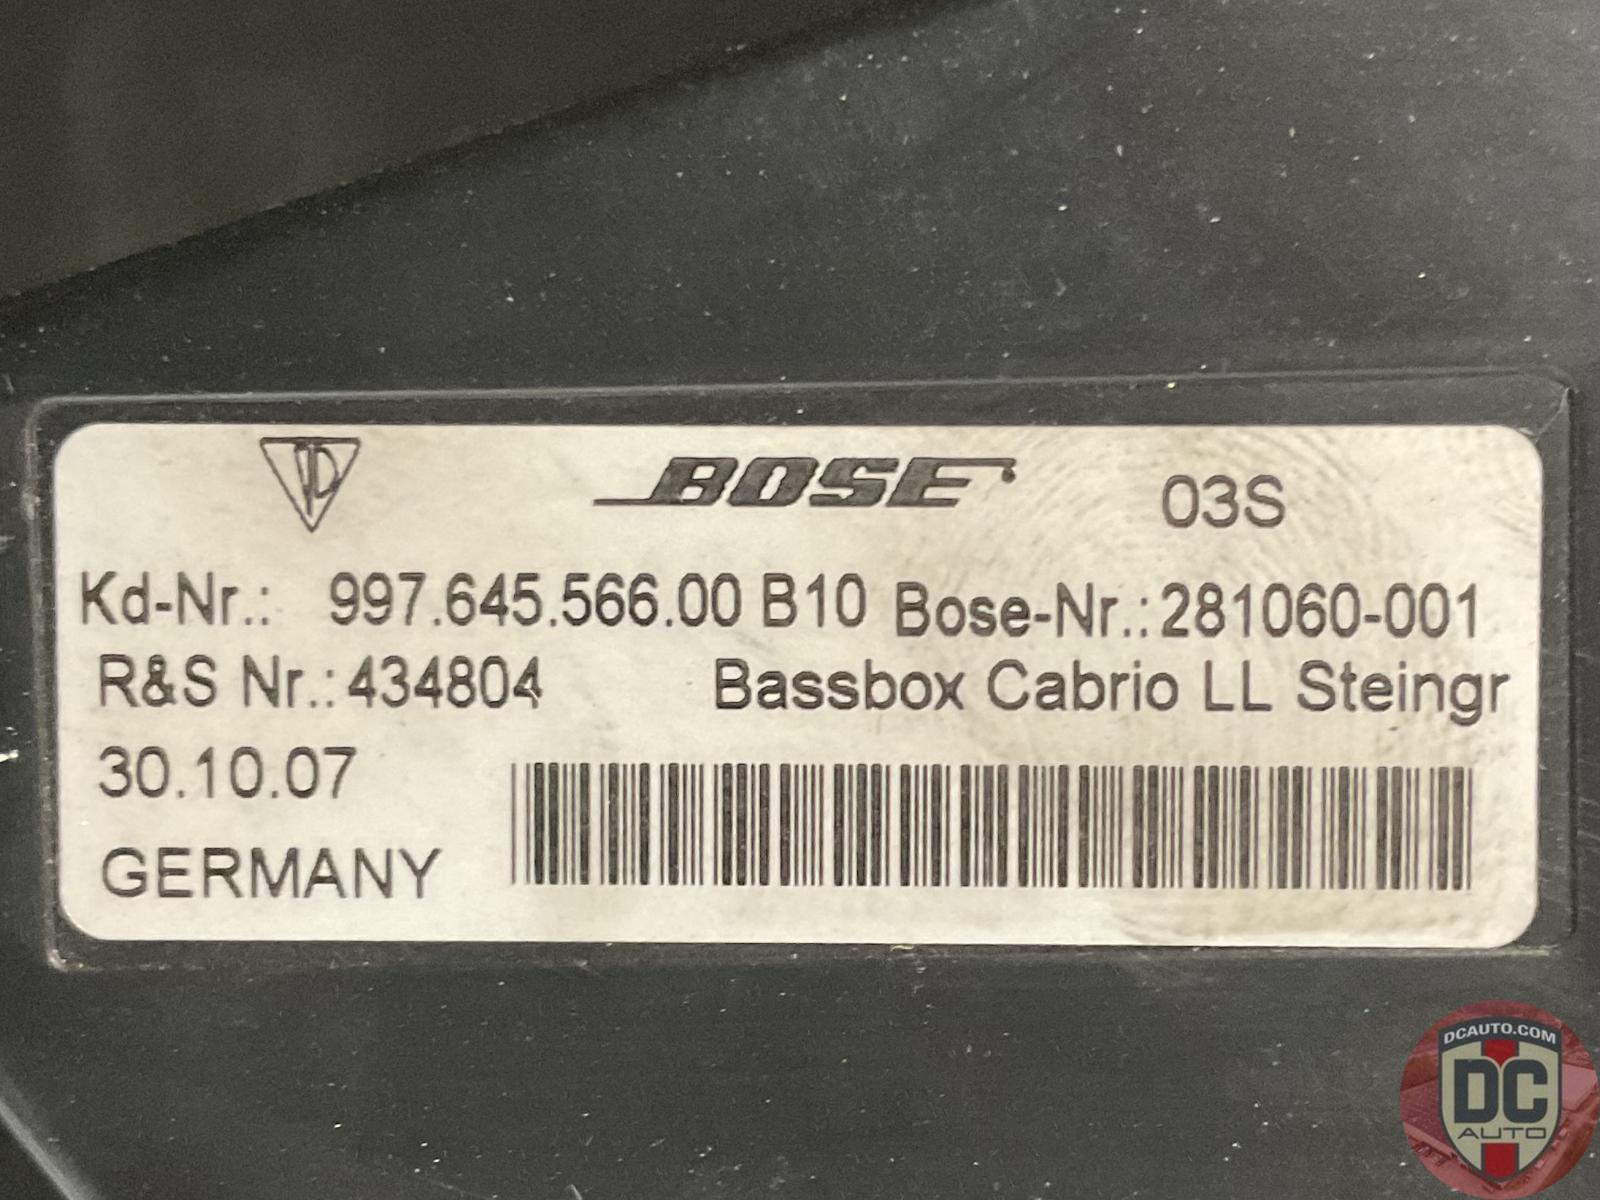 BOSE 03S
Kd-Nr.: 997.645.566.00 B10 Bose-Nr.:281060-001
R&S Nr.:434804 Bassbox Cabrio LL Steingr
30.10.07
GERMANY
DCAUTO.COM
DC
AUTO